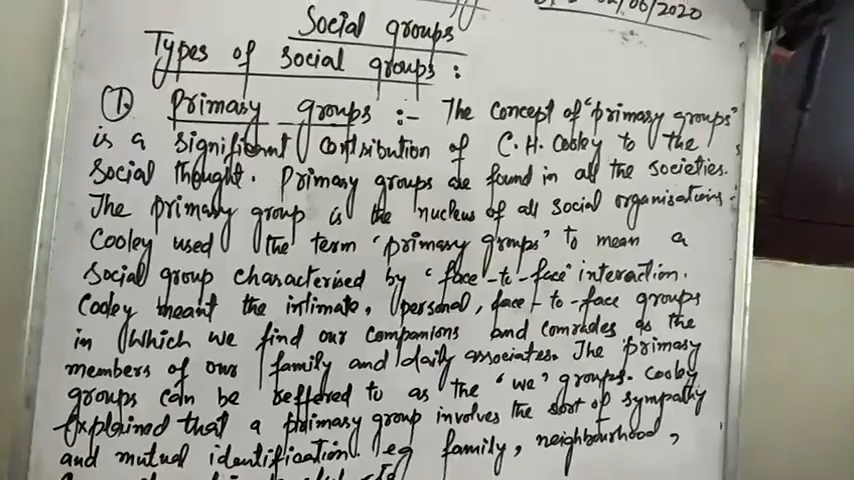 06/2020
Social groups
Types of social groups :
① Primary groups :- The concept of "primary groups"
is a significant contribution of C.H. Cooley to the
social thought. Primary groups are found in all the societies.
The primary group is the nucleus of all social organisations.
Cooley used the term 'primary groups" to mean a
social group characterised by 'face-to-face' interaction.
Cooley meant the intimate, personal, face-to-face groups
in which we find our companions and comrades as the
members of our family and daily associates. The primary
groups can be reffered to as the 'we' groups. Cooley
Explained that a primary group involves the sort of sympathy
and mutual identification. eg family, neighbourhood,